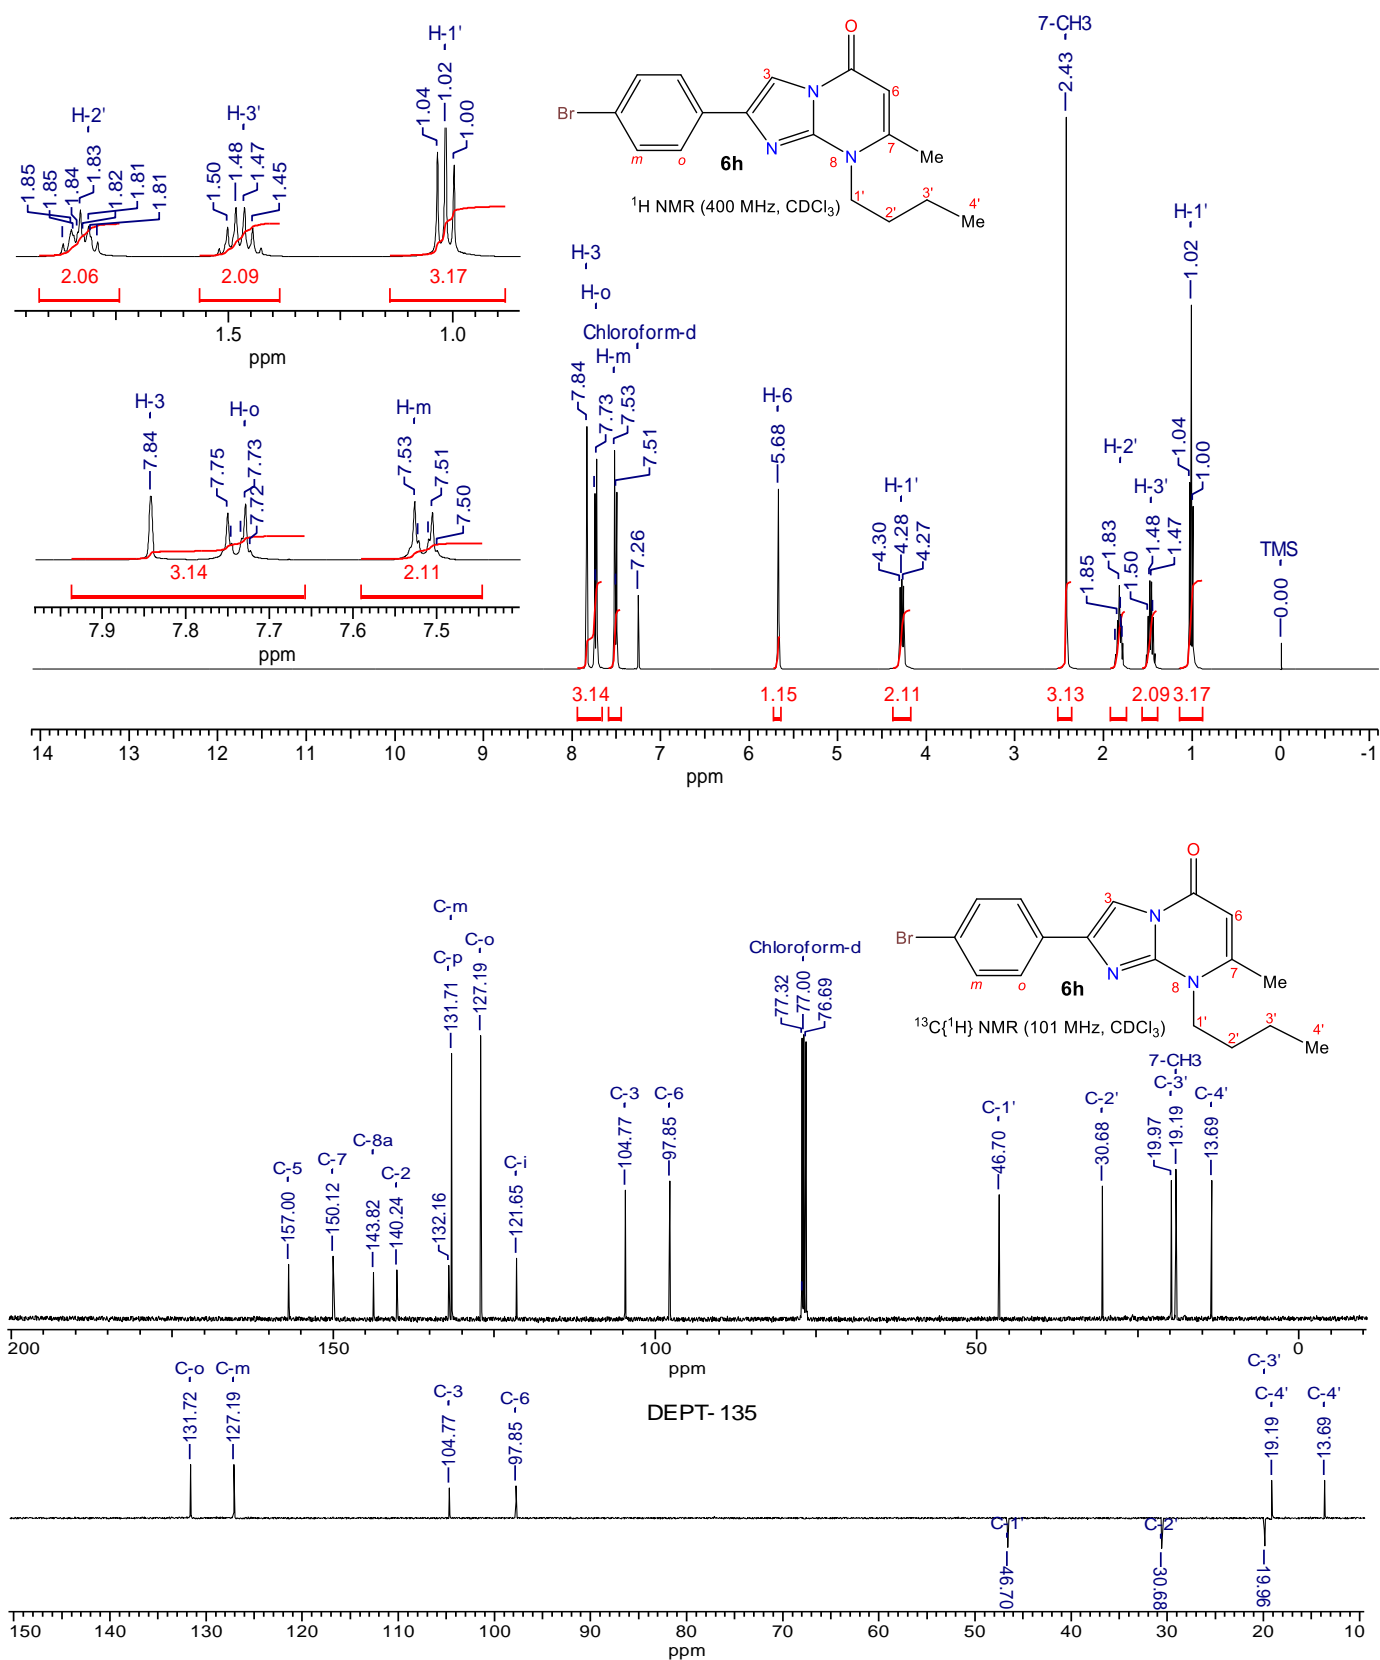 H-1'
1.04
1.02
1.00
H-2'
1.85
1.85
1.84
1.83
1.82
1.81
1.81
H-3'
1.50
1.48
1.47
1.45
2.06
2.09
3.17
1.5
1.0
ppm
O
3
N
6
Br
m
o
6h
N
8
N
7
Me
1'
2'
3'
4'
Me
¹H NMR (400 MHz, CDCl₃)
7-CH3
2.43
H-3
7.84
H-o
7.75
7.73
7.73
7.72
H-m
7.53
7.51
7.50
3.14
2.11
7.9
7.8
7.7
7.6
7.5
ppm
H-3
H-o
Chloroform-d
H-m
7.84
7.73
7.53
7.51
7.26
H-6
5.68
H-1'
4.30
4.28
4.27
H-2'
1.85
1.83
H-3'
1.50
1.48
1.47
H-1'
1.02
1.04
1.00
TMS
0.00
3.14
1.15
2.11
3.13
2.09
3.17
14 13 12 11 10 9 8 7 6 5 4 3 2 1 0 -1
ppm
O
3
N
6
Br
m
o
6h
N
8
N
7
Me
1'
2'
3'
4'
Me
¹³C{¹H} NMR (101 MHz, CDCl₃)
C-m
C-p
C-o
131.71
127.19
Chloroform-d
77.32
77.00
76.69
C-5
157.00
C-7
150.12
C-8a
143.82
C-2
140.24
132.16
C-i
121.65
C-3
104.77
C-6
97.85
C-1'
46.70
C-2'
30.68
7-CH3
C-3'
19.97
19.19
C-4'
13.69
200 150 100 50 0
ppm
C-o
131.72
C-m
127.19
C-3
104.77
C-6
97.85
DEPT-135
C-1'
46.70
C-2'
30.68
C-3'
19.96
C-4'
19.19
C-4'
13.69
150 140 130 120 110 100 90 80 70 60 50 40 30 20 10
ppm